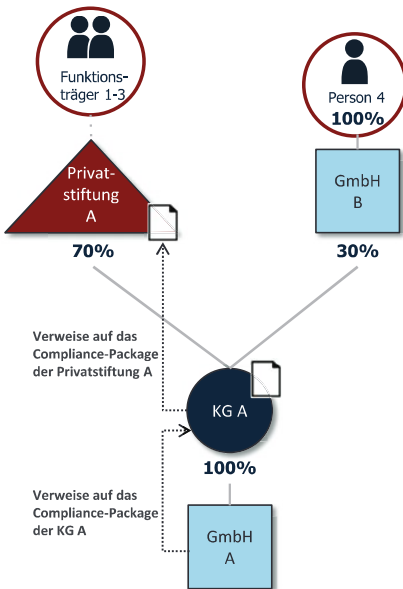 Funktions-
träger 1-3
Person 4
100%
Privat-
stiftung
A
GmbH
B
70%
30%
Verweise auf das
Compliance-Package
der Privatstiftung A
KG A
100%
Verweise auf das
Compliance-Package
der KG A
GmbH
A